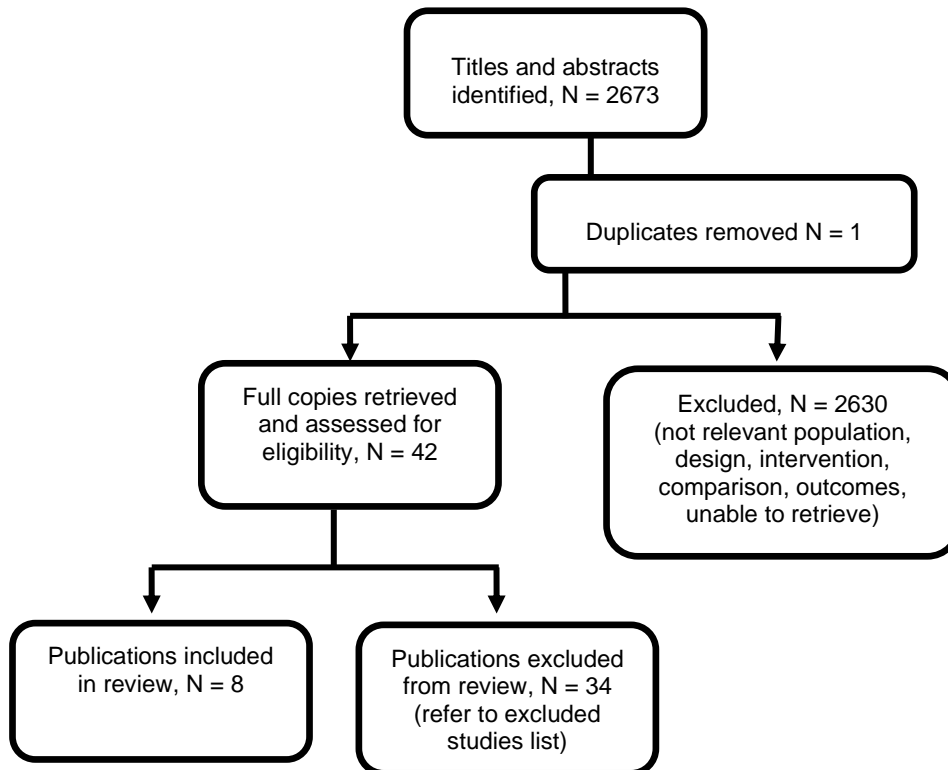 Titles and abstracts
identified, N = 2673
Duplicates removed N = 1
Full copies retrieved
and assessed for
eligibility, N = 42
Excluded, N = 2630
(not relevant population,
design, intervention,
comparison, outcomes,
unable to retrieve)
Publications included
in review, N = 8
Publications excluded
from review, N = 34
(refer to excluded
studies list)